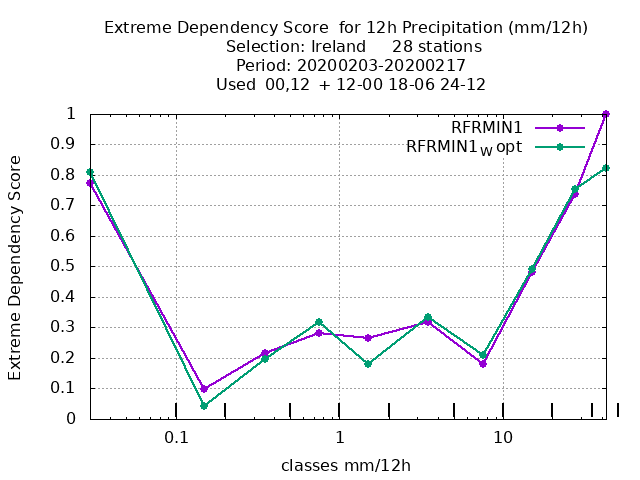 Extreme Dependency Score  for 12h Precipitation (mm/12h)
Selection: Ireland     28 stations
Period: 20200203-20200217
Used  00,12  + 12-00 18-06 24-12
RFRMIN1
RFRMIN1w opt
1
0.9
0.8
0.7
0.6
0.5
0.4
0.3
0.2
0.1
0
Extreme Dependency Score
0.1 1 10
classes mm/12h